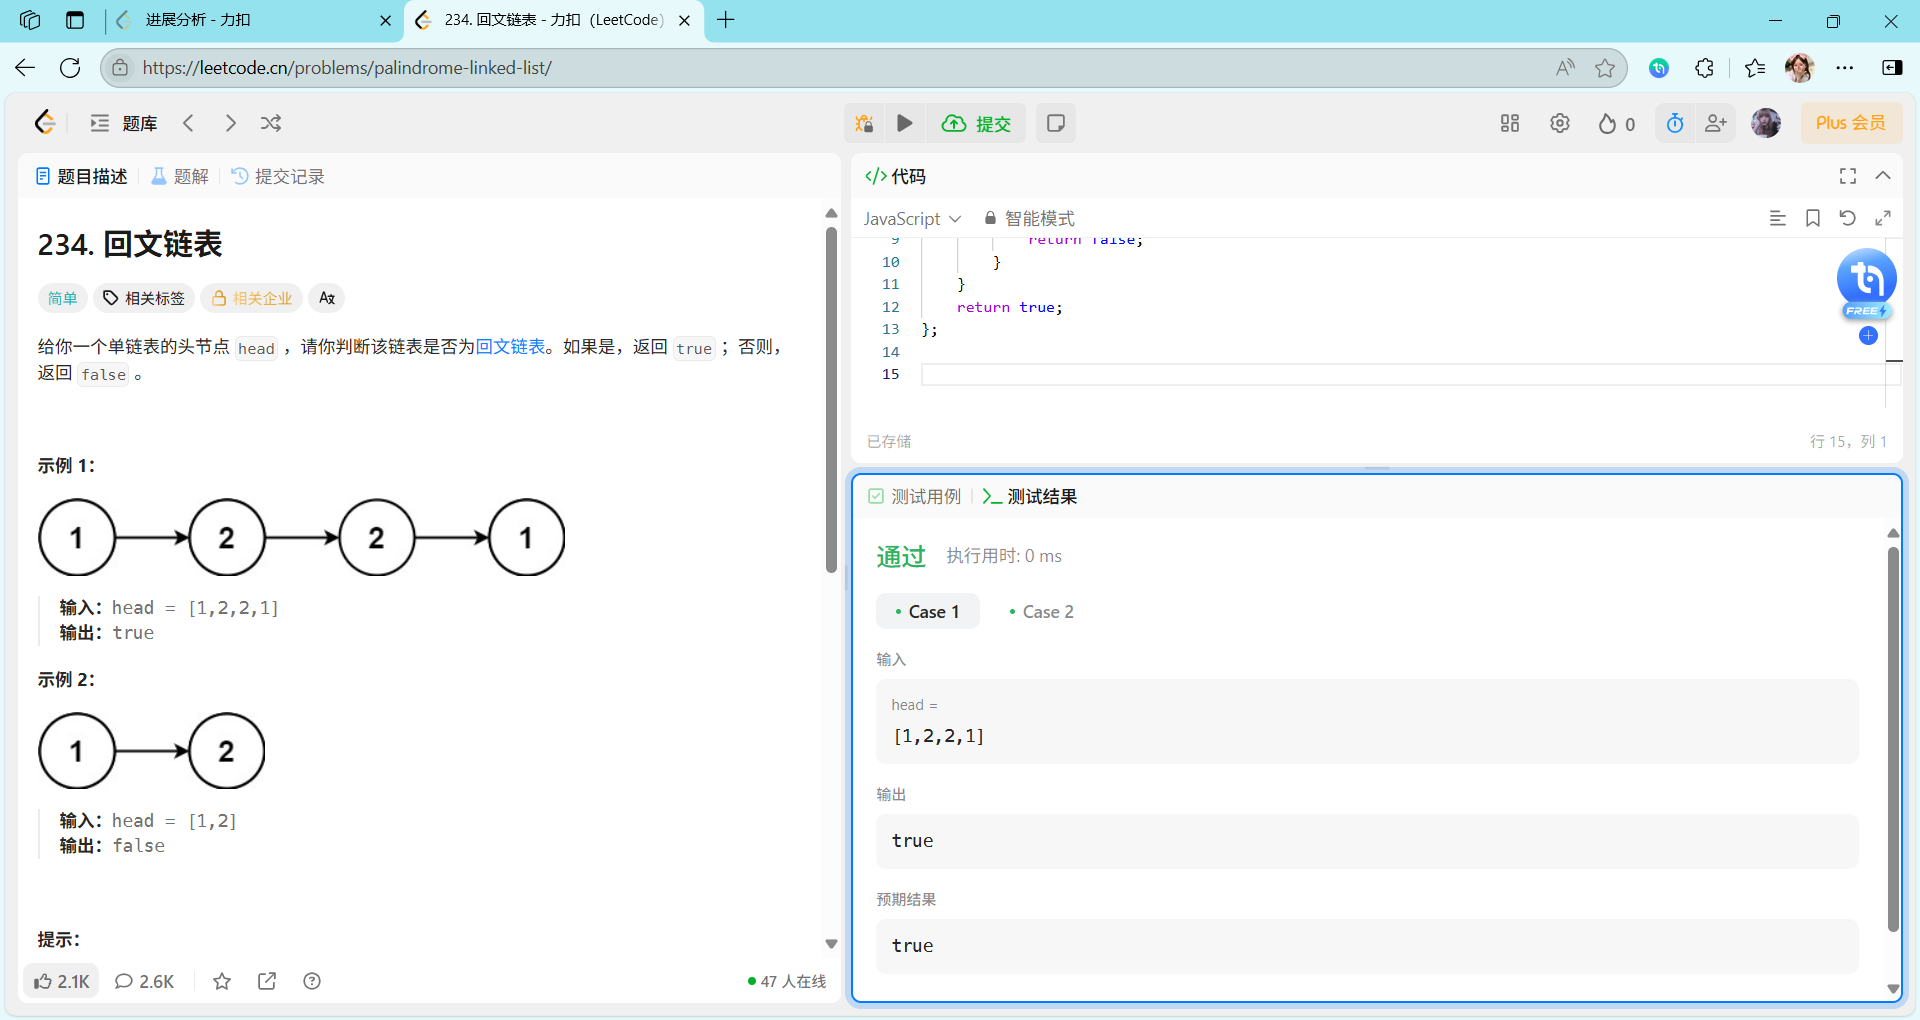 进展分析 - 力扣
234. 回文链表 - 力扣（LeetCode）
https://leetcode.cn/problems/palindrome-linked-list/
题库
提交
0
Plus 会员
题目描述
题解
提交记录
234. 回文链表
简单
相关标签
相关企业
给你一个单链表的头节点 head ，请你判断该链表是否为回文链表。如果是，返回 true ；否则，
返回 false 。
示例 1：
1 2 2 1
输入：head = [1,2,2,1]
输出：true
示例 2：
1 2
输入：head = [1,2]
输出：false
提示：
2.1K
2.6K
47 人在线
代码
JavaScript
智能模式
9 return false;
10 }
11 }
12 return true;
13 };
14
15
FREE
已存储
行 15，列 1
测试用例
测试结果
通过
执行用时: 0 ms
Case 1
Case 2
输入
head =
[1,2,2,1]
输出
true
预期结果
true